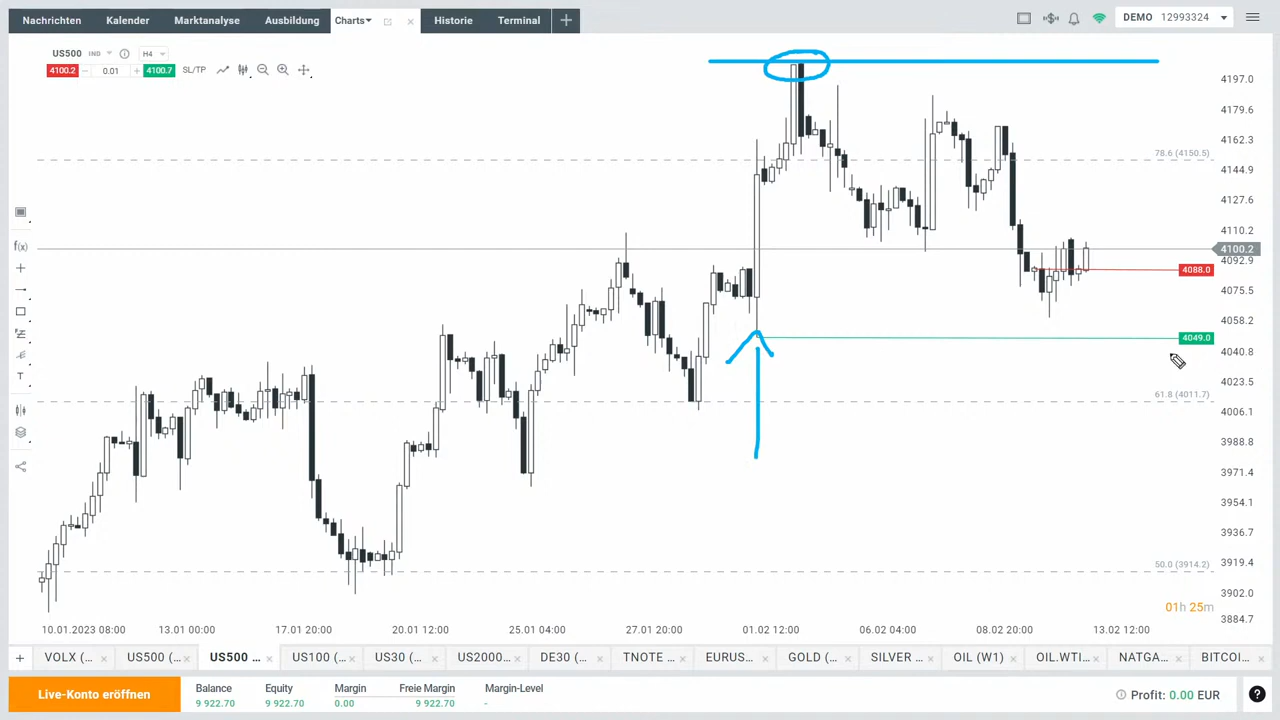 Nachrichten Kalender Marktanalyse Ausbildung Charts Historie Terminal DEMO 12993324
US500 IND H4
4100.2 0.01 4100.7 SL/TP
4197.0
4179.6
4162.3
78.6 (4150.5)
4144.9
4127.6
4110.2
4100.2
4092.9
4088.0
4075.5
4058.2
4049.0
4040.8
4023.5
61.8 (4011.7)
4006.1
3988.8
3971.4
3954.1
3936.7
50.0 (3914.2)
3919.4
3902.0
01h 25m
3884.7
f(x)
T
10.01.2023 08:00 13.01 00:00 17.01 20:00 20.01 12:00 25.01 04:00 27.01 20:00 01.02 12:00 06.02 04:00 08.02 20:00 13.02 12:00
VOLX (... US500 (... US500 ... US100 (... US30 (... US2000... DE30 (... TNOTE ... EURUS... GOLD (... SILVER ... OIL (W1) OIL.WTI... NATGA... BITCOI...
Live-Konto eröffnen
Balance Equity Margin Freie Margin Margin-Level
9 922.70 9 922.70 0.00 9 922.70 -
Profit: 0.00 EUR